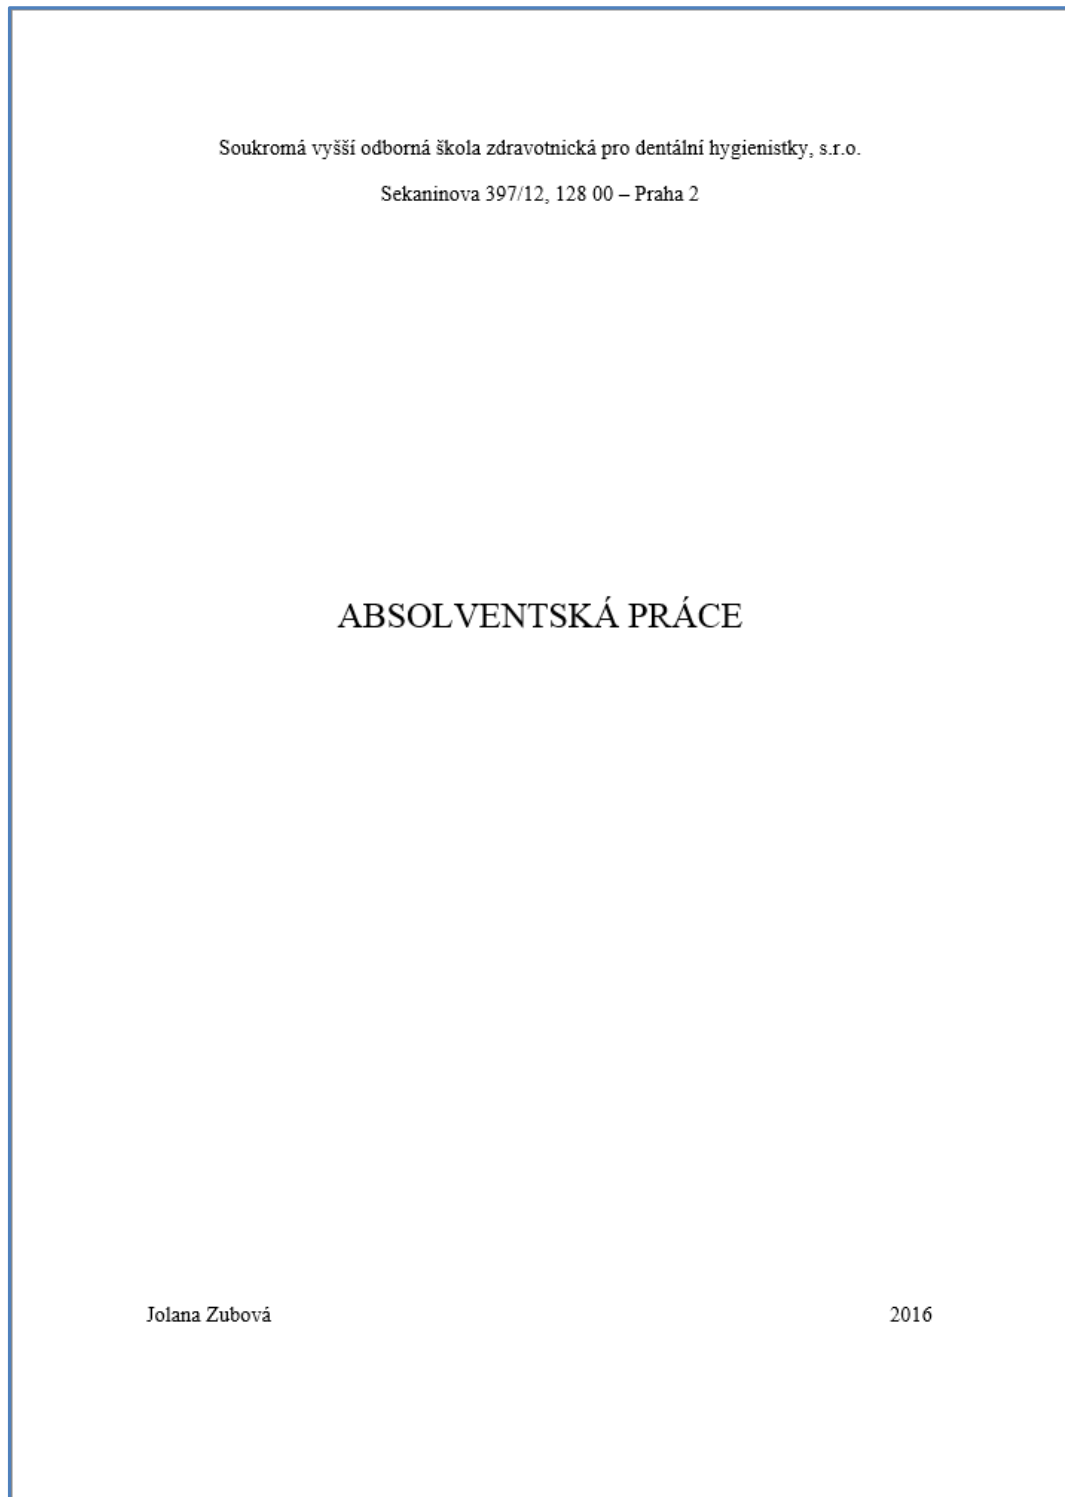 Soukromá vyšší odborná škola zdravotnická pro dentální hygienistky, s.r.o.
Sekaninova 397/12, 128 00 – Praha 2
ABSOLVENTSKÁ PRÁCE
Jolana Zubová 2016